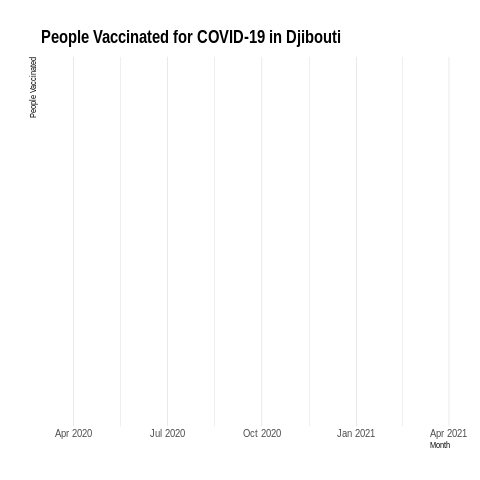 People Vaccinated for COVID-19 in Djibouti
People Vaccinated
Apr 2020 Jul 2020 Oct 2020 Jan 2021 Apr 2021
Month